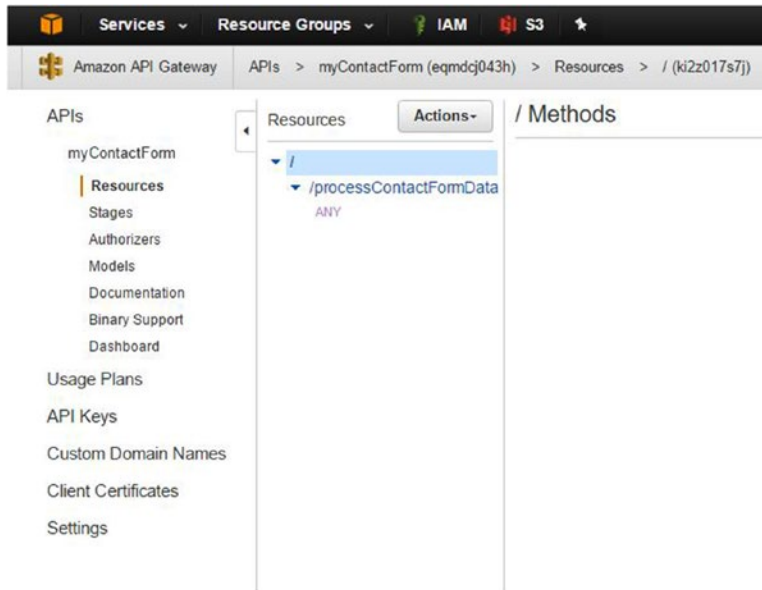 Services Resource Groups IAM S3
Amazon API Gateway APIs > myContactForm (eqmdcj043h) > Resources > / (ki2z017s7j)
APIs
myContactForm
Resources
Stages
Authorizers
Models
Documentation
Binary Support
Dashboard
Usage Plans
API Keys
Custom Domain Names
Client Certificates
Settings
Resources Actions
/
/processContactFormData
ANY
/ Methods